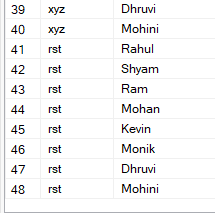 39 xyz Dhruvi
40 xyz Mohini
41 rst Rahul
42 rst Shyam
43 rst Ram
44 rst Mohan
45 rst Kevin
46 rst Monik
47 rst Dhruvi
48 rst Mohini